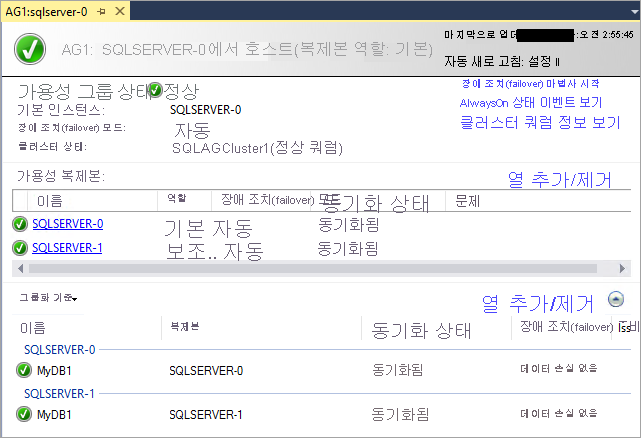 AG1:sqlserver-0
AG1: SQLSERVER-0에서 호스트(복제본 역할: 기본)
마지막으로 업데 :오전 2:55:45
자동 새로 고침: 설정 II
가용성 그룹 상태 정상
기본 인스턴스: SQLSERVER-0
장애 조치(failover) 모드: 자동
클러스터 상태: SQLAGCluster1(정상 쿼럼)
장애 조치(failover) 마법사 시작
AlwaysOn 상태 이벤트 보기
클러스터 쿼럼 정보 보기
가용성 복제본: 열 추가/제거
이름 역할 장애 조치(failover) 모드 동기화 상태 문제
SQLSERVER-0 기본 자동 동기화됨
SQLSERVER-1 보조.. 자동 동기화됨
그룹화 기준 열 추가/제거
이름 복제본 동기화 상태 장애 조치(failover) 준비 Iss
SQLSERVER-0
MyDB1 SQLSERVER-0 동기화됨 데이터 손실 없음
SQLSERVER-1
MyDB1 SQLSERVER-1 동기화됨 데이터 손실 없음